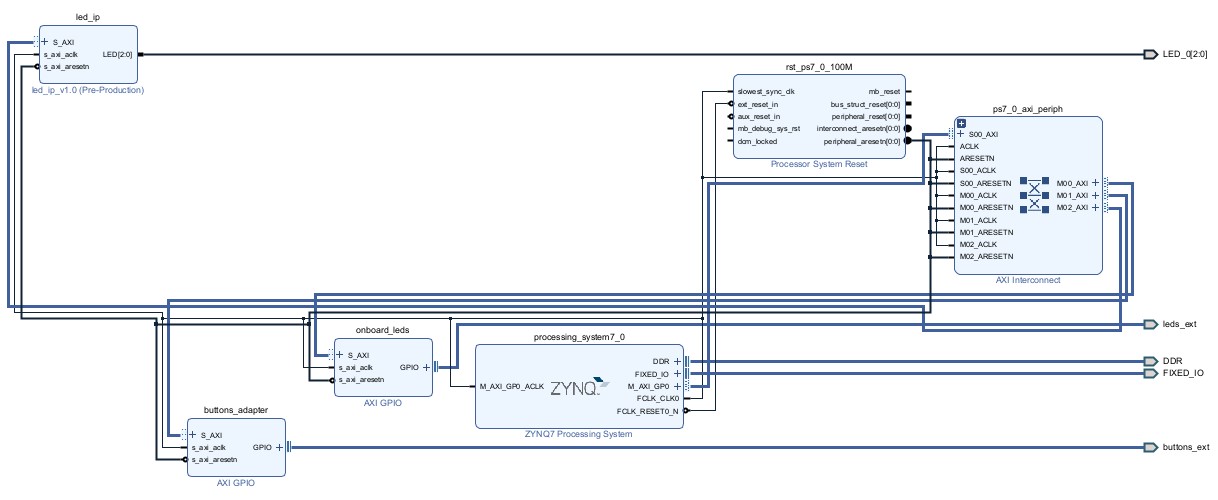 led_ip
S_AXI
s_axi_aclk
s_axi_aresetn
LED[2:0]
led_ip_v1.0 (Pre-Production)
LED_0[2:0]
rst_ps7_0_100M
slowest_sync_clk
ext_reset_in
aux_reset_in
mb_debug_sys_rst
dcm_locked
mb_reset
bus_struct_reset[0:0]
peripheral_reset[0:0]
interconnect_aresetn[0:0]
peripheral_aresetn[0:0]
Processor System Reset
ps7_0_axi_periph
S00_AXI
ACLK
ARESETN
S00_ACLK
S00_ARESETN
M00_ACLK
M00_ARESETN
M01_ACLK
M01_ARESETN
M02_ACLK
M02_ARESETN
M00_AXI
M01_AXI
M02_AXI
AXI Interconnect
onboard_leds
S_AXI
s_axi_aclk
s_axi_aresetn
GPIO
AXI GPIO
leds_ext
processing_system7_0
M_AXI_GP0_ACLK
ZYNQ
DDR
FIXED_IO
M_AXI_GP0
FCLK_CLK0
FCLK_RESET0_N
ZYNQ7 Processing System
DDR
FIXED_IO
buttons_adapter
S_AXI
s_axi_aclk
s_axi_aresetn
GPIO
AXI GPIO
buttons_ext